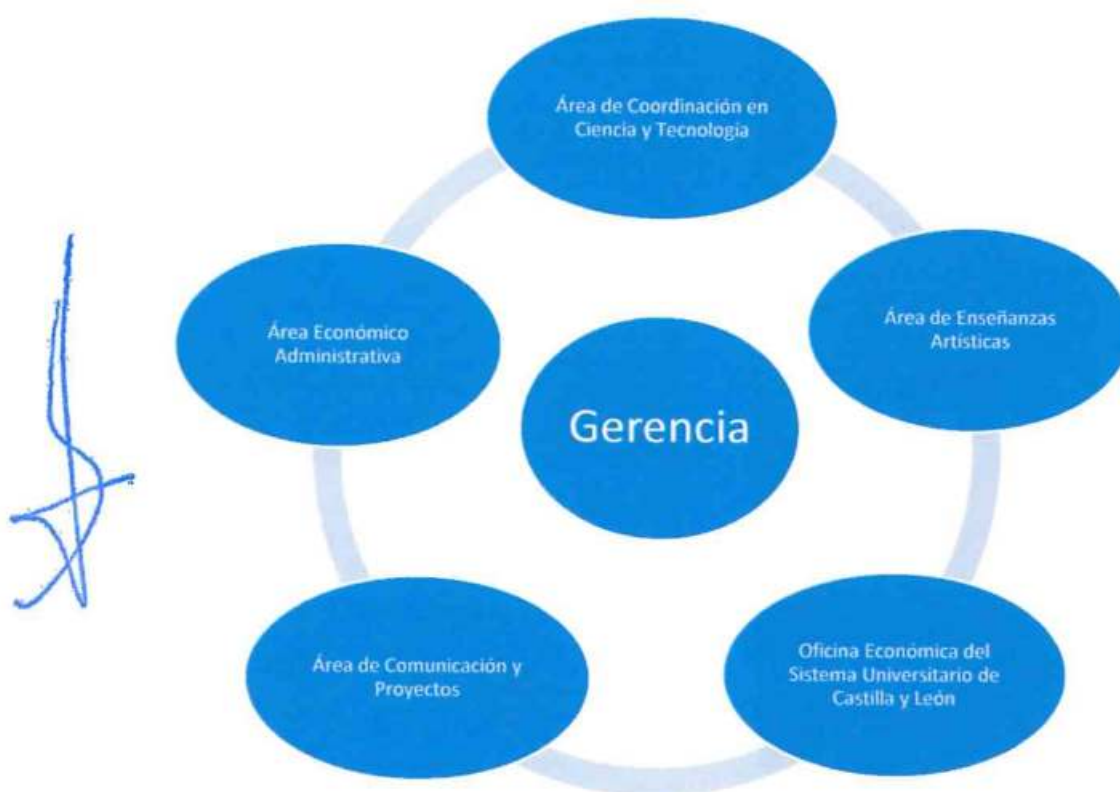 Área de Coordinación en
Ciencia y Tecnología
Área Económico
Administrativa
Área de Enseñanzas
Artísticas
Gerencia
Área de Comunicación y
Proyectos
Oficina Económica del
Sistema Universitario de
Castilla y León